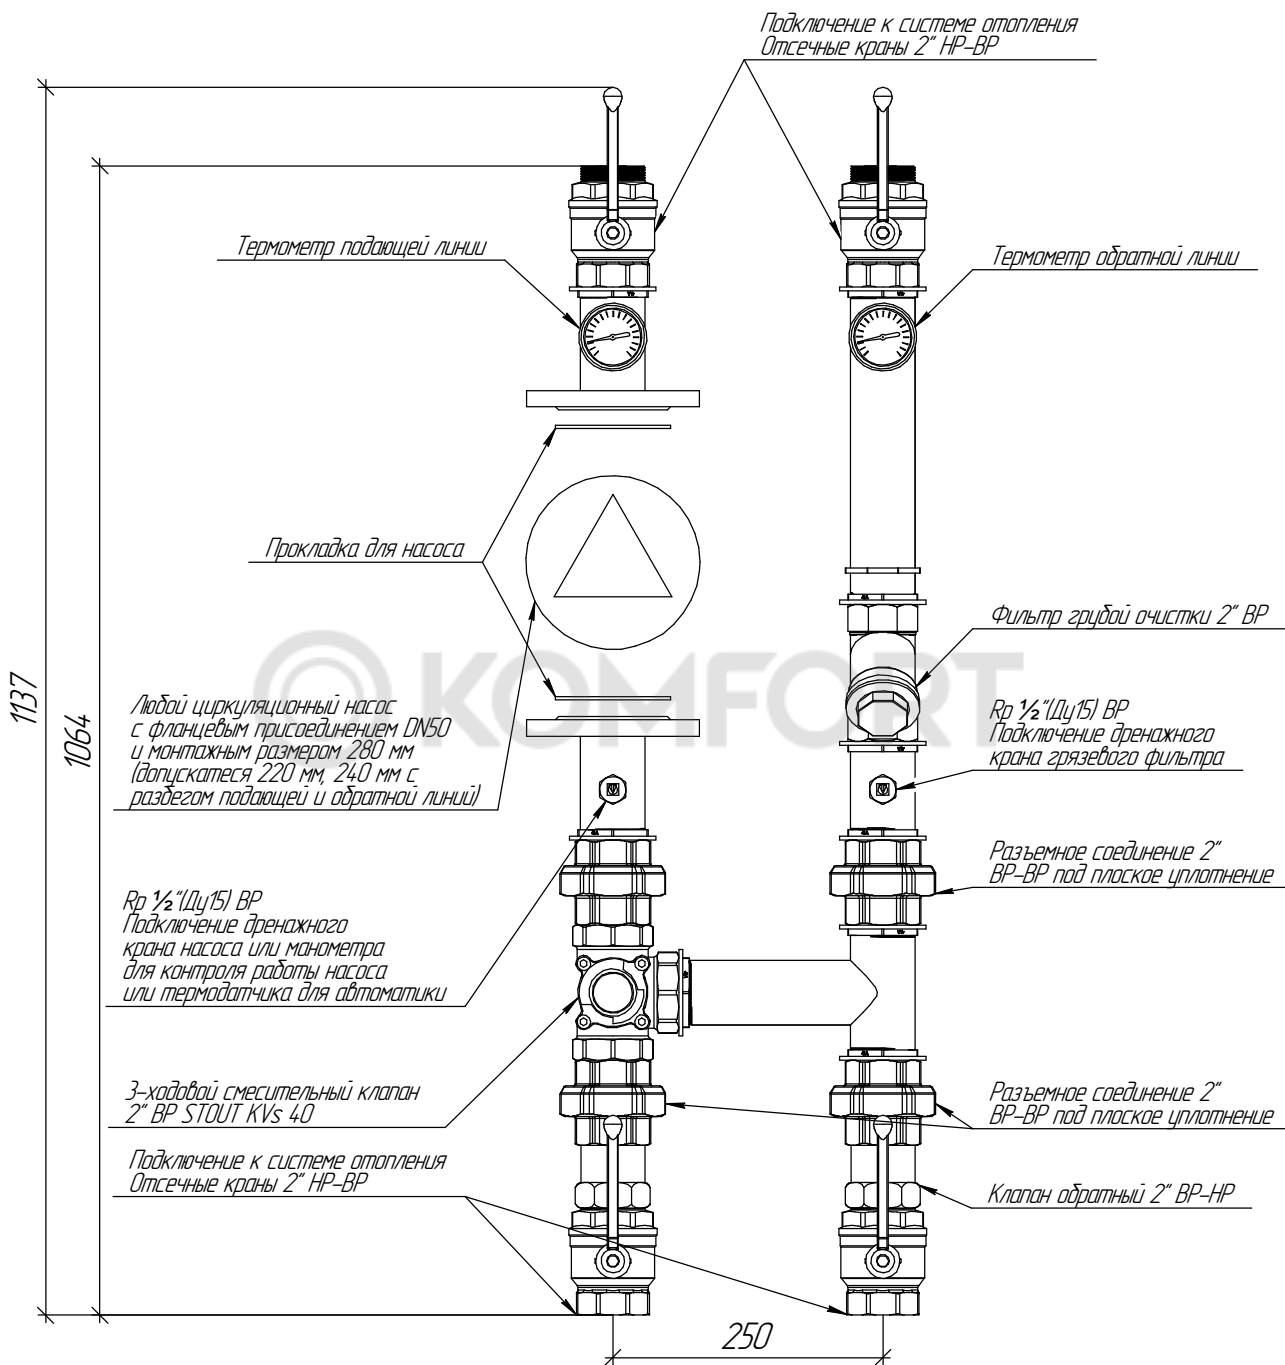 Подключение к системе отопления
Отсечные краны 2" НР-ВР
Термометр подающей линии
Термометр обратной линии
Прокладка для насоса
1137
1064
KOMFORT
Фильтр грубой очистки 2" ВР
Любой циркуляционный насос
с фланцевым присоединением DN50
и монтажным размером 280 мм
(допускатеся 220 мм, 240 мм с
разбегом подающей и обратной линий)
Rp ½"(Ду15) ВР
Подключение дренажного
крана грязевого фильтра
Разъемное соединение 2"
ВР-ВР под плоское уплотнение
Rp ½"(Ду15) ВР
Подключение дренажного
крана насоса или манометра
для контроля работы насоса
или термодатчика для автоматики
3-ходовой смесительный клапан
2" ВР STOUT KVs 40
Разъемное соединение 2"
ВР-ВР под плоское уплотнение
Подключение к системе отопления
Отсечные краны 2" НР-ВР
Клапан обратный 2" ВР-НР
250